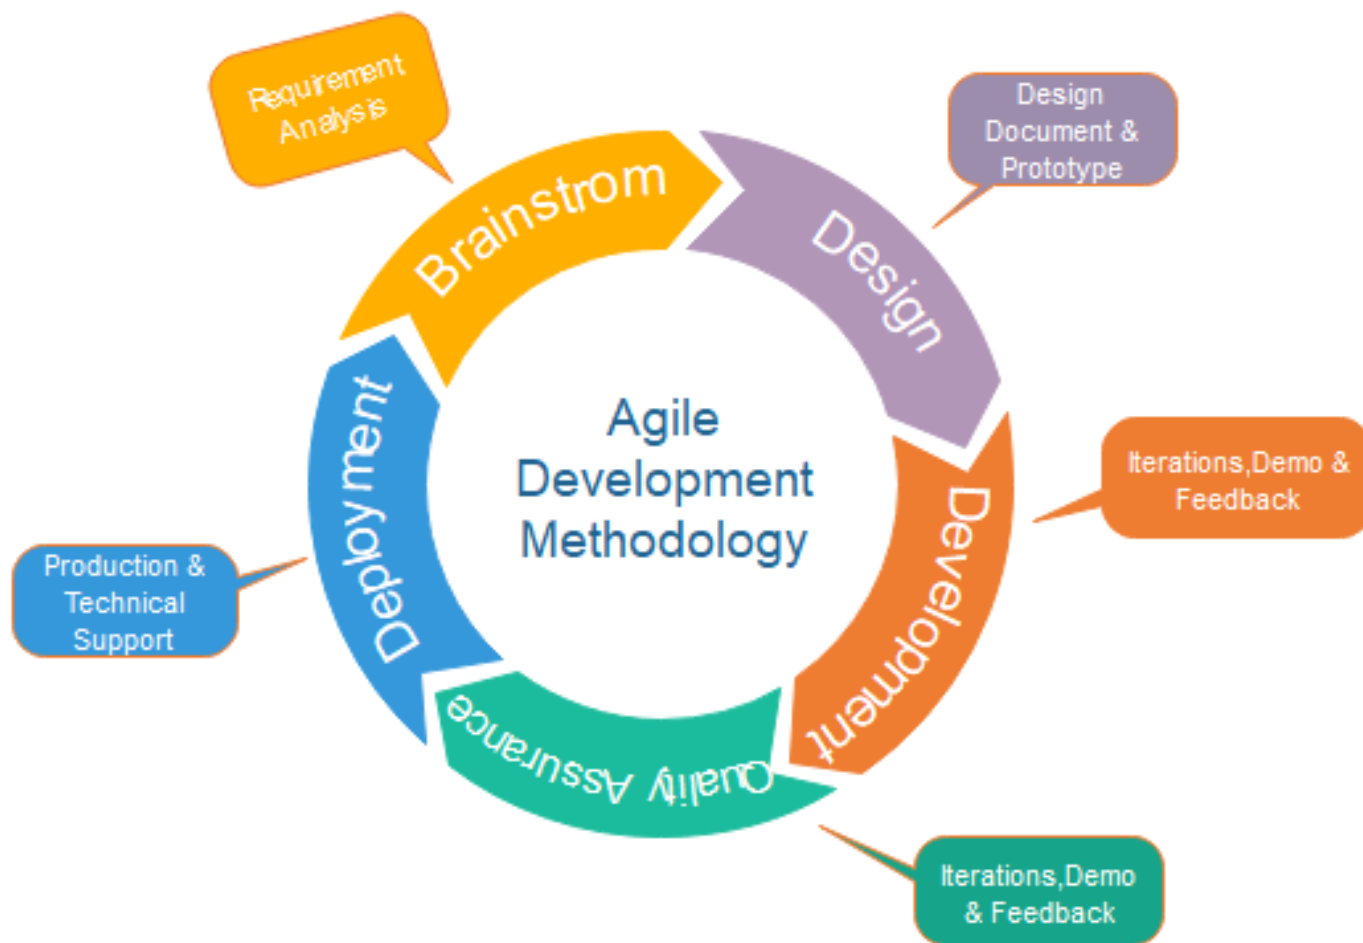 Requirement
Analysis
Design
Document &
Prototype
Brainstrom
Design
Agile
Development
Methodology
Iterations,Demo &
Feedback
Development
Deployment
Production &
Technical
Support
Quality Assurance
Iterations,Demo
& Feedback